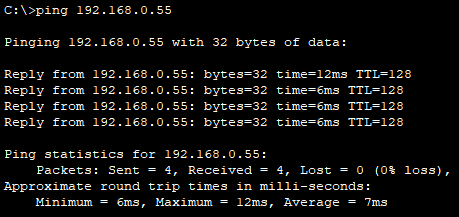 C:\>ping 192.168.0.55
Pinging 192.168.0.55 with 32 bytes of data:
Reply from 192.168.0.55: bytes=32 time=12ms TTL=128
Reply from 192.168.0.55: bytes=32 time=6ms TTL=128
Reply from 192.168.0.55: bytes=32 time=6ms TTL=128
Reply from 192.168.0.55: bytes=32 time=6ms TTL=128
Ping statistics for 192.168.0.55:
Packets: Sent = 4, Received = 4, Lost = 0 (0% loss),
Approximate round trip times in milli-seconds:
Minimum = 6ms, Maximum = 12ms, Average = 7ms